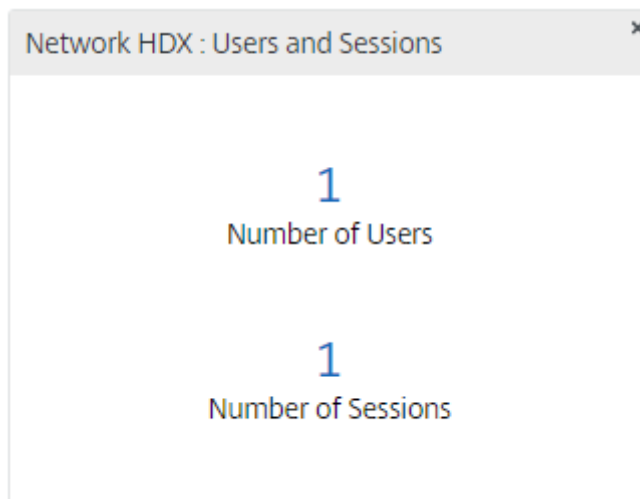 Network HDX : Users and Sessions
1
Number of Users
1
Number of Sessions